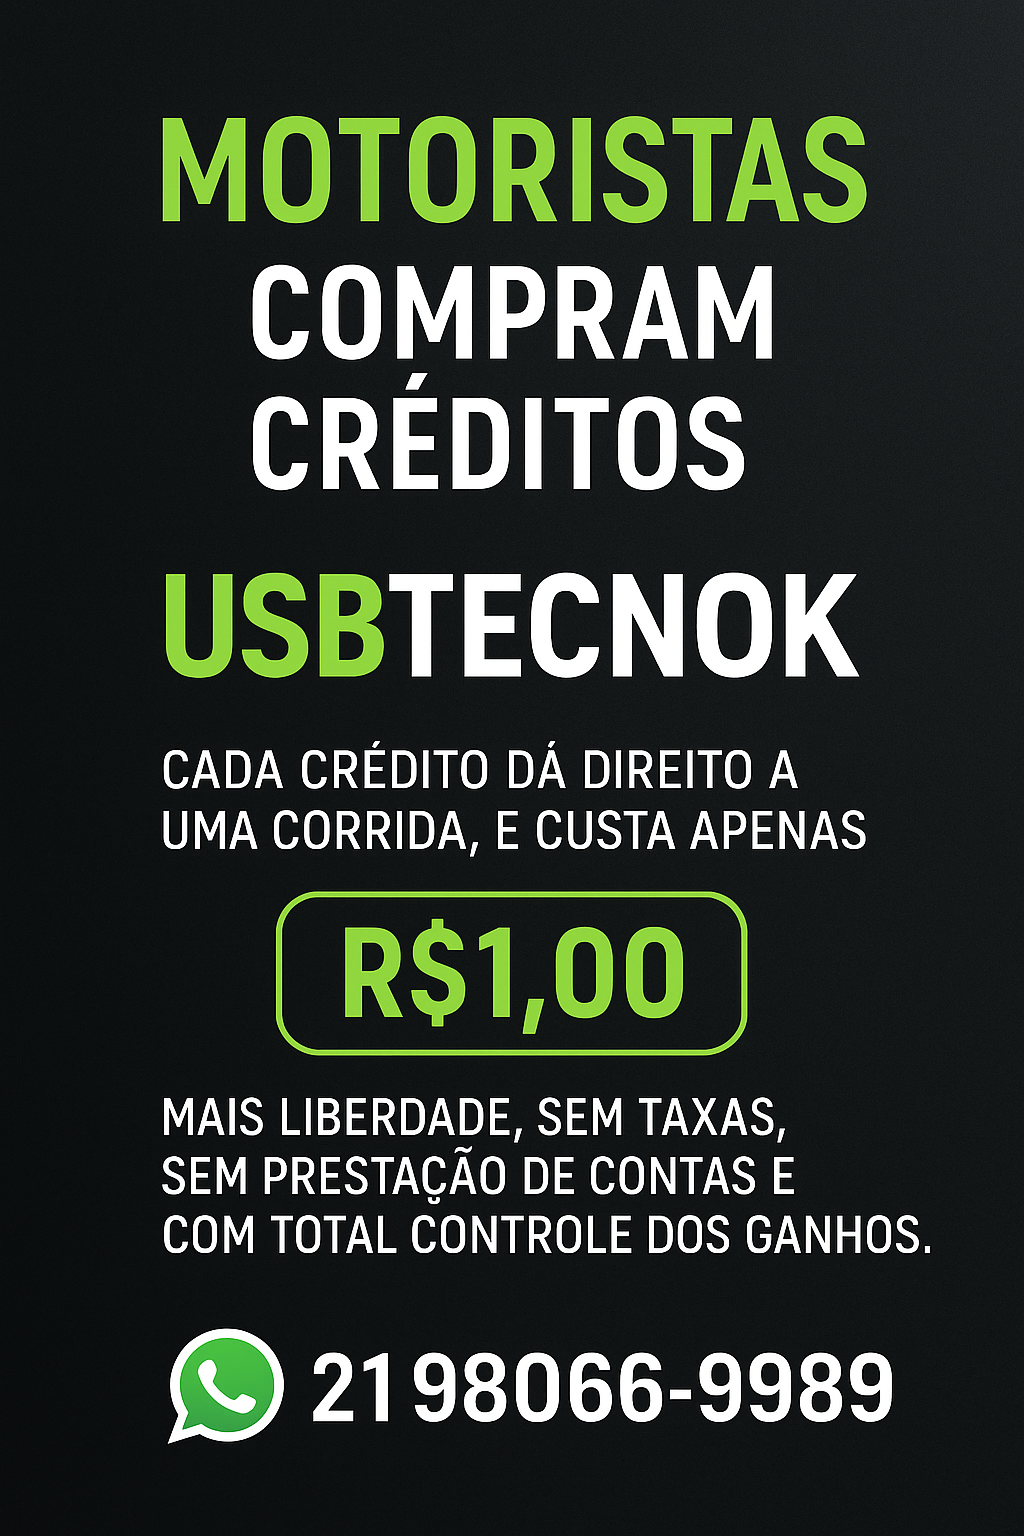 MOTORISTAS
COMPRAM
CRÉDITOS
USBTECNOK
CADA CRÉDITO DÁ DIREITO A
UMA CORRIDA, E CUSTA APENAS
R$1,00
MAIS LIBERDADE, SEM TAXAS,
SEM PRESTAÇÃO DE CONTAS E
COM TOTAL CONTROLE DOS GANHOS.
21 98066-9989